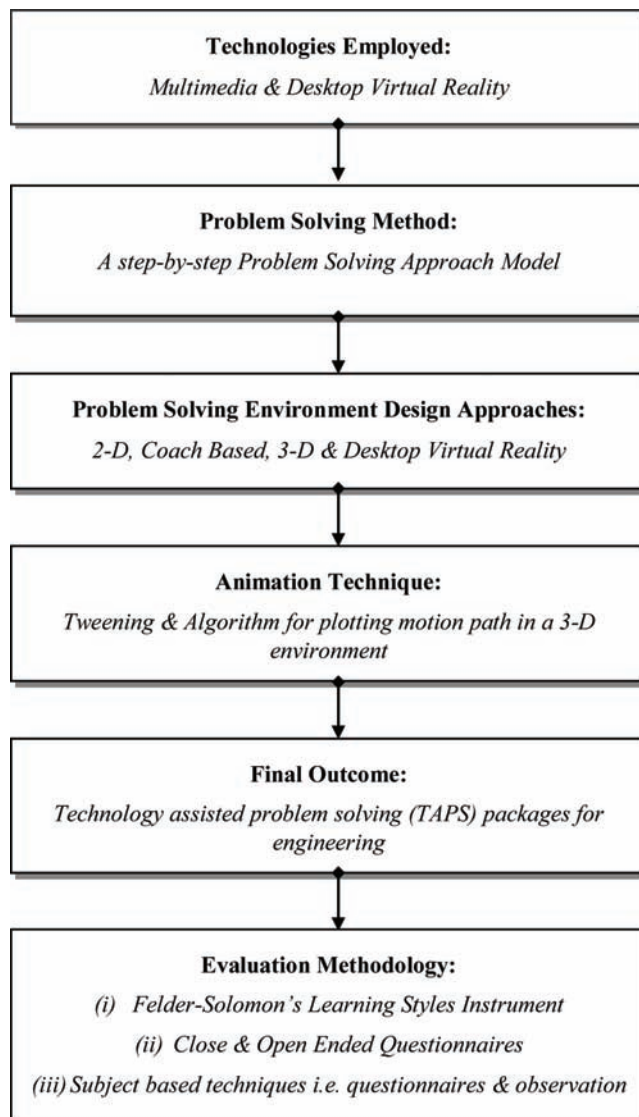 Technologies Employed:
Multimedia & Desktop Virtual Reality
Problem Solving Method:
A step-by-step Problem Solving Approach Model
Problem Solving Environment Design Approaches:
2-D, Coach Based, 3-D & Desktop Virtual Reality
Animation Technique:
Tweening & Algorithm for plotting motion path in a 3-D
environment
Final Outcome:
Technology assisted problem solving (TAPS) packages for
engineering
Evaluation Methodology:
(i) Felder-Solomon's Learning Styles Instrument
(ii) Close & Open Ended Questionnaires
(iii) Subject based techniques i.e. questionnaires & observation